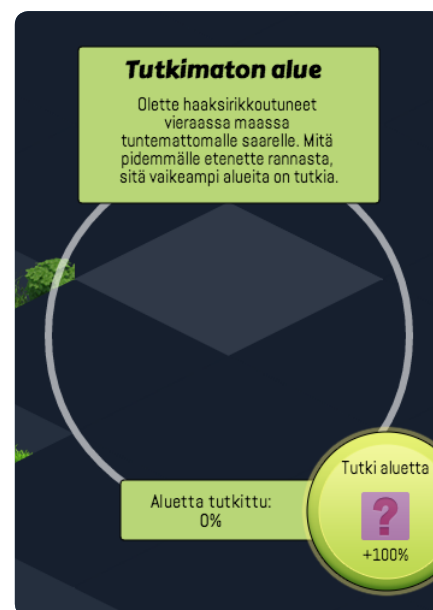 Tutkimaton alue
Olette haaksirikkoutuneet
vieraassa maassa
tuntemattomalle saarelle. Mitä
pidemmälle etenette rannasta,
sitä vaikeampi alueita on tutkia.
Tutki aluetta
?
+100%
Aluetta tutkittu:
0%